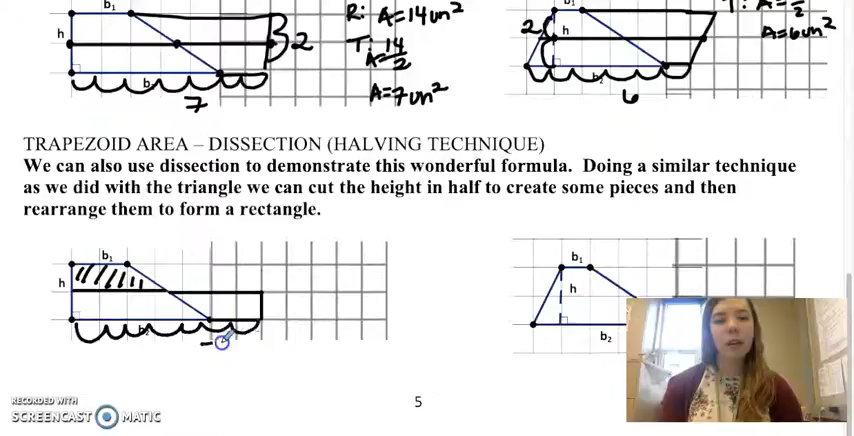 b₁
R: A=14un²
h
2
T: A=14/2
b₂
7
A=7un²
b₁
2
h
A=6un²
6
TRAPEZOID AREA – DISSECTION (HALVING TECHNIQUE)
We can also use dissection to demonstrate this wonderful formula. Doing a similar technique
as we did with the triangle we can cut the height in half to create some pieces and then
rearrange them to form a rectangle.
b₁
h
b₂
b₁
h
b₂
5
RECORDED WITH
SCREENCAST MATIC